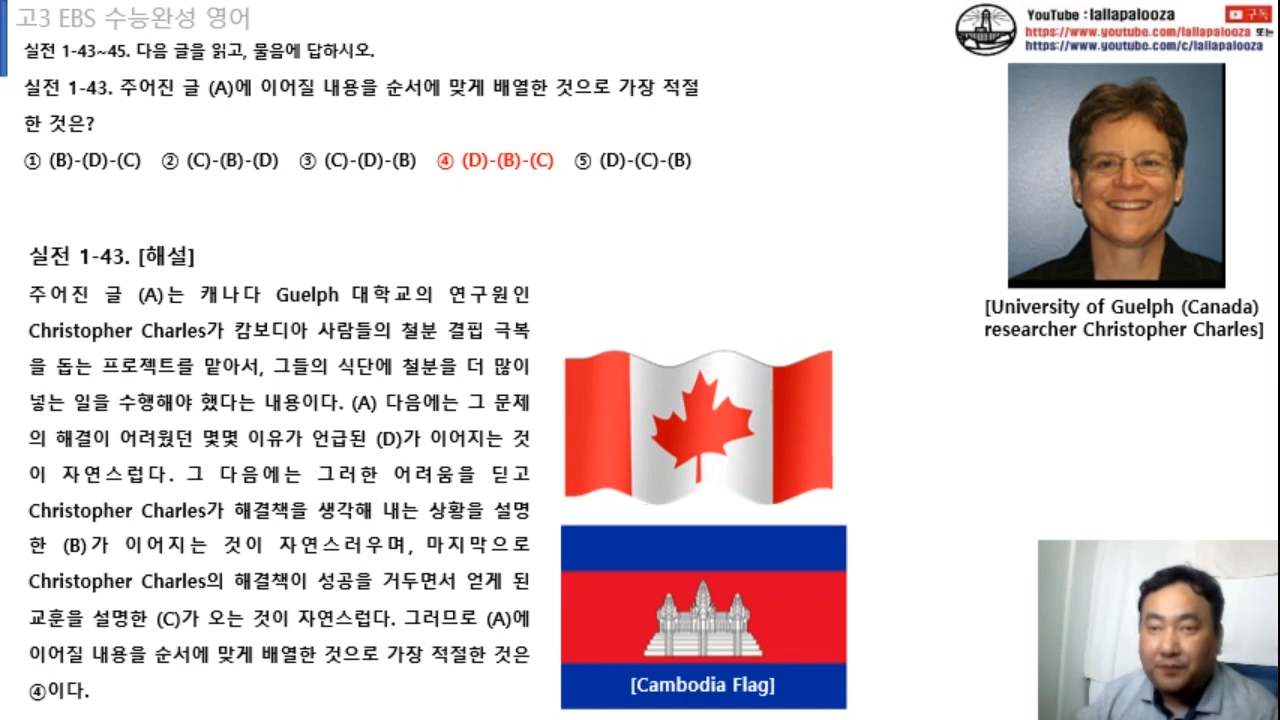 고3 EBS 수능완성 영어
실전 1-43~45. 다음 글을 읽고, 물음에 답하시오.
실전 1-43. 주어진 글 (A)에 이어질 내용을 순서에 맞게 배열한 것으로 가장 적절
한 것은?
① (B)-(D)-(C) ② (C)-(B)-(D) ③ (C)-(D)-(B) ④ (D)-(B)-(C) ⑤ (D)-(C)-(B)
실전 1-43. [해설]
주어진 글 (A)는 캐나다 Guelph 대학교의 연구원인
Christopher Charles가 캄보디아 사람들의 철분 결핍 극복
을 돕는 프로젝트를 맡아서, 그들의 식단에 철분을 더 많이
넣는 일을 수행해야 했다는 내용이다. (A) 다음에는 그 문제
의 해결이 어려웠던 몇몇 이유가 언급된 (D)가 이어지는 것
이 자연스럽다. 그 다음에는 그러한 어려움을 딛고
Christopher Charles가 해결책을 생각해 내는 상황을 설명
한 (B)가 이어지는 것이 자연스러우며, 마지막으로
Christopher Charles의 해결책이 성공을 거두면서 얻게 된
교훈을 설명한 (C)가 오는 것이 자연스럽다. 그러므로 (A)에
이어질 내용을 순서에 맞게 배열한 것으로 가장 적절한 것은
④이다.
[Cambodia Flag]
YouTube : lallapalooza
구독
https://www.youtube.com/lallapalooza 또는
https://www.youtube.com/c/lallapalooza
[University of Guelph (Canada)
researcher Christopher Charles]